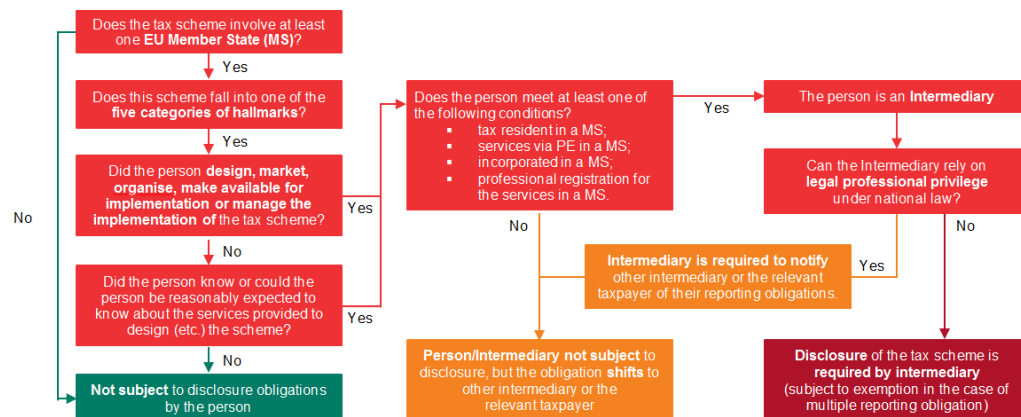 Does the tax scheme involve at least
one EU Member State (MS)?
Yes
Does this scheme fall into one of the
five categories of hallmarks?
Yes
Did the person design, market,
organise, make available for
implementation or manage the
implementation of the tax scheme?
Yes
No
No
Did the person know or could the
person be reasonably expected to
know about the services provided to
design (etc.) the scheme?
Yes
No
Not subject to disclosure obligations
by the person
Does the person meet at least one of
the following conditions?
▪ tax resident in a MS;
▪ services via PE in a MS;
▪ incorporated in a MS;
▪ professional registration for
the services in a MS.
Yes
No
The person is an Intermediary
Can the Intermediary rely on
legal professional privilege
under national law?
Yes
No
Intermediary is required to notify
other intermediary or the relevant
taxpayer of their reporting obligations.
Person/Intermediary not subject to
disclosure, but the obligation shifts to
other intermediary or the
relevant taxpayer
Disclosure of the tax scheme is
required by intermediary
(subject to exemption in the case of
multiple reporting obligation)